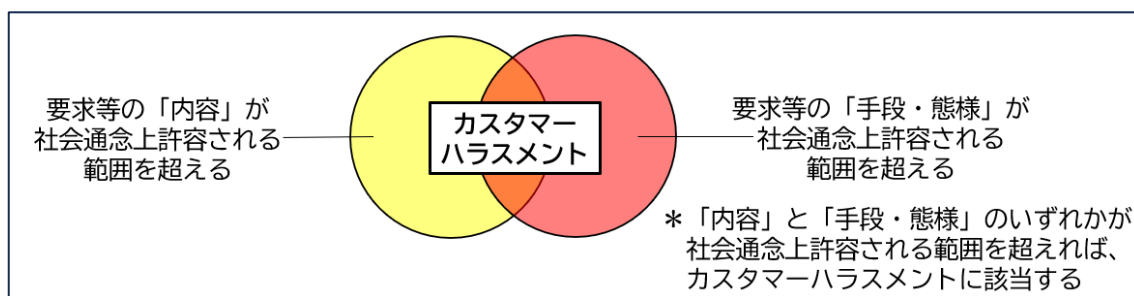 要求等の「内容」が
社会通念上許容される
範囲を超える
カスタマー
ハラスメント
要求等の「手段・態様」が
社会通念上許容される
範囲を超える
＊「内容」と「手段・態様」のいずれかが
社会通念上許容される範囲を超えれば、
カスタマーハラスメントに該当する